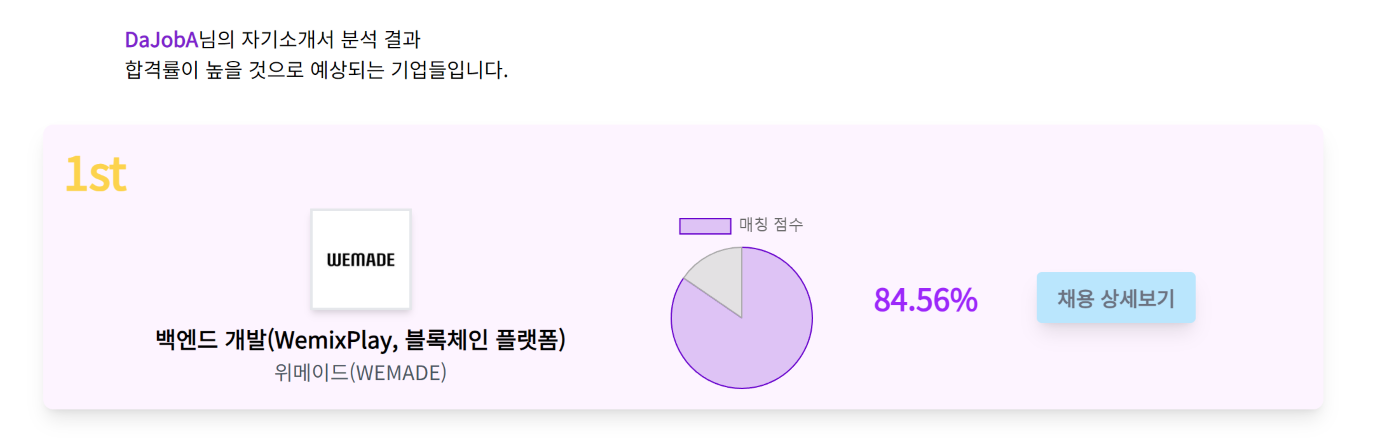 DaJobA님의 자기소개서 분석 결과
합격률이 높을 것으로 예상되는 기업들입니다.
1st
WEMADE
백엔드 개발(WemixPlay, 블록체인 플랫폼)
위메이드(WEMADE)
매칭 점수
84.56%
채용 상세보기